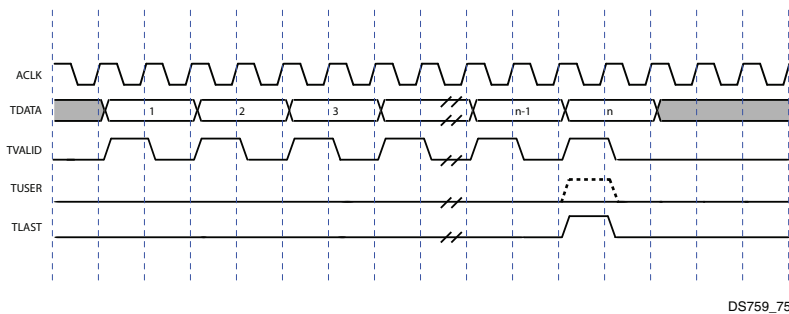 ACLK
TDATA 1 2 3 n-1 n
TVALID
TUSER
TLAST
DS759_75